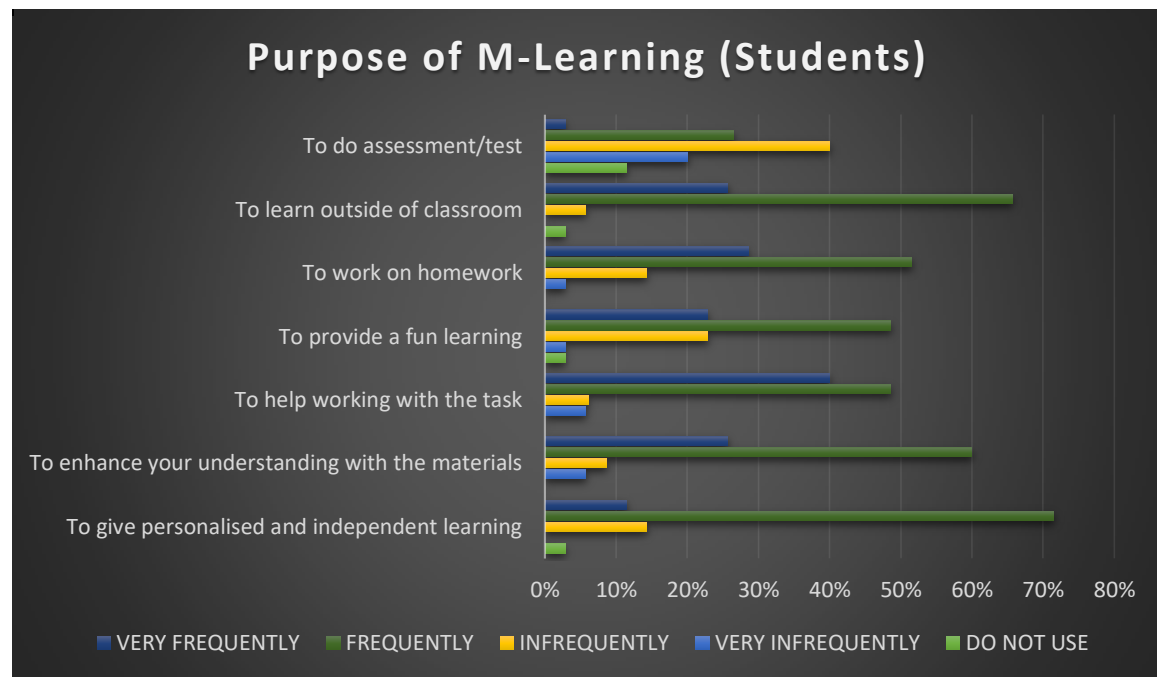 Purpose of M-Learning (Students)
To do assessment/test
To learn outside of classroom
To work on homework
To provide a fun learning
To help working with the task
To enhance your understanding with the materials
To give personalised and independent learning
0% 10% 20% 30% 40% 50% 60% 70% 80%
VERY FREQUENTLY FREQUENTLY INFREQUENTLY VERY INFREQUENTLY DO NOT USE